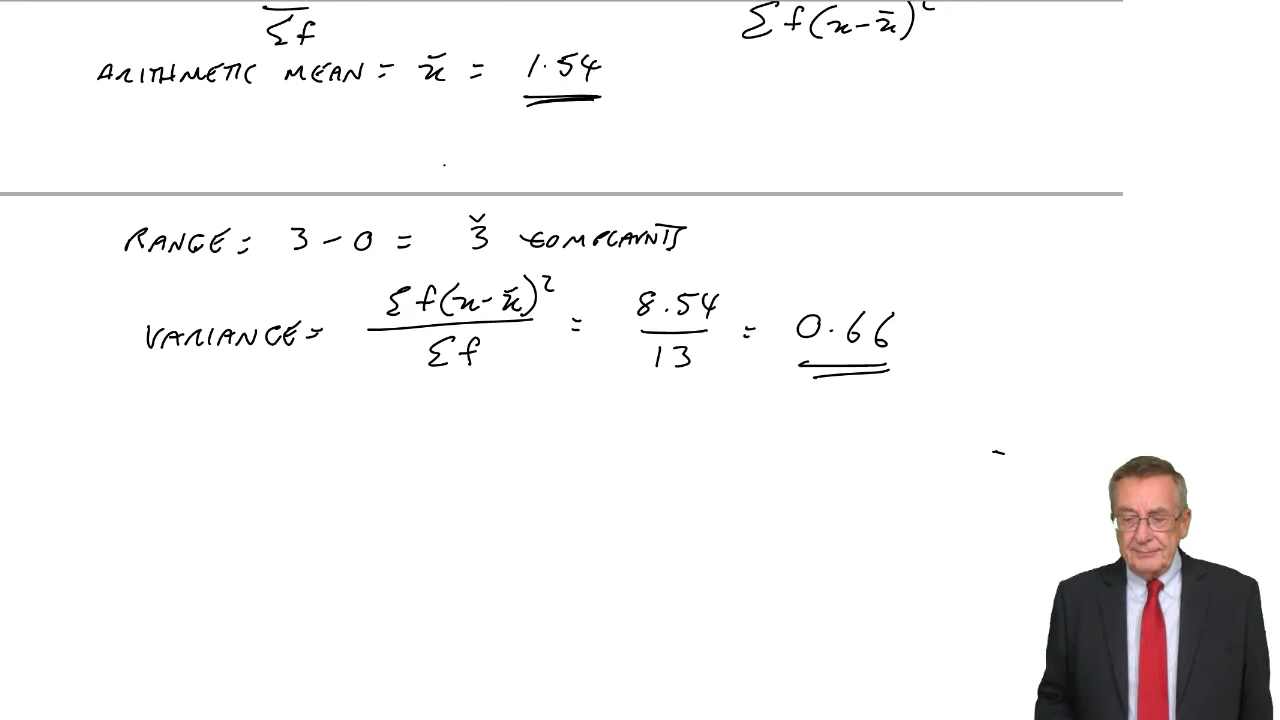 Σf
Σf(x-x̄)²
ARITHMETIC MEAN = x̄ = 1.54
RANGE = 3 - 0 = 3 COMPLAINTS
VARIANCE = Σf(x-x̄)² / Σf = 8.54 / 13 = 0.66